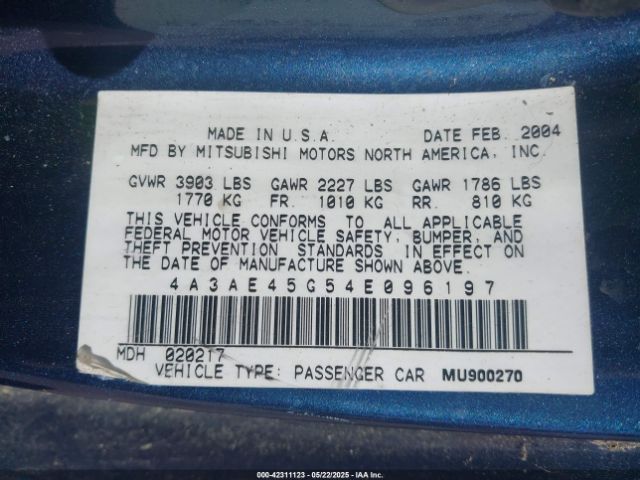 MADE IN U.S.A. DATE FEB. 2004
MFD BY MITSUBISHI MOTORS NORTH AMERICA, INC.
GVWR 3903 LBS GAWR 2227 LBS GAWR 1786 LBS
1770 KG FR. 1010 KG RR. 810 KG
THIS VEHICLE CONFORMS TO ALL APPLICABLE
FEDERAL MOTOR VEHICLE SAFETY, BUMPER, AND
THEFT PREVENTION STANDARDS IN EFFECT ON
THE DATE OF MANUFACTURE SHOWN ABOVE.
4A3AE45G54E096197
MDH 020217
VEHICLE TYPE: PASSENGER CAR MU900270
000-42311123 | 05/22/2025 | IAA Inc.